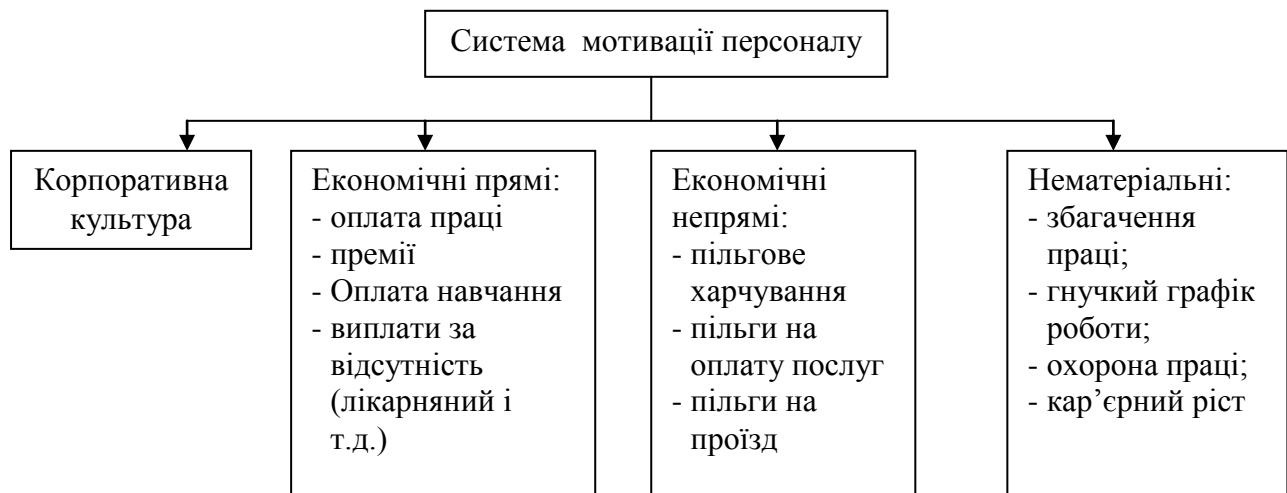 Система мотивації персоналу
Корпоративна
культура
Економічні прямі:
- оплата праці
- премії
- Оплата навчання
- виплати за
відсутність
(лікарняний і
т.д.)
Економічні
непрямі:
- пільгове
харчування
- пільги на
оплату послуг
- пільги на
проїзд
Нематеріальні:
- збагачення
праці;
- гнучкий графік
роботи;
- охорона праці;
- кар’єрний ріст